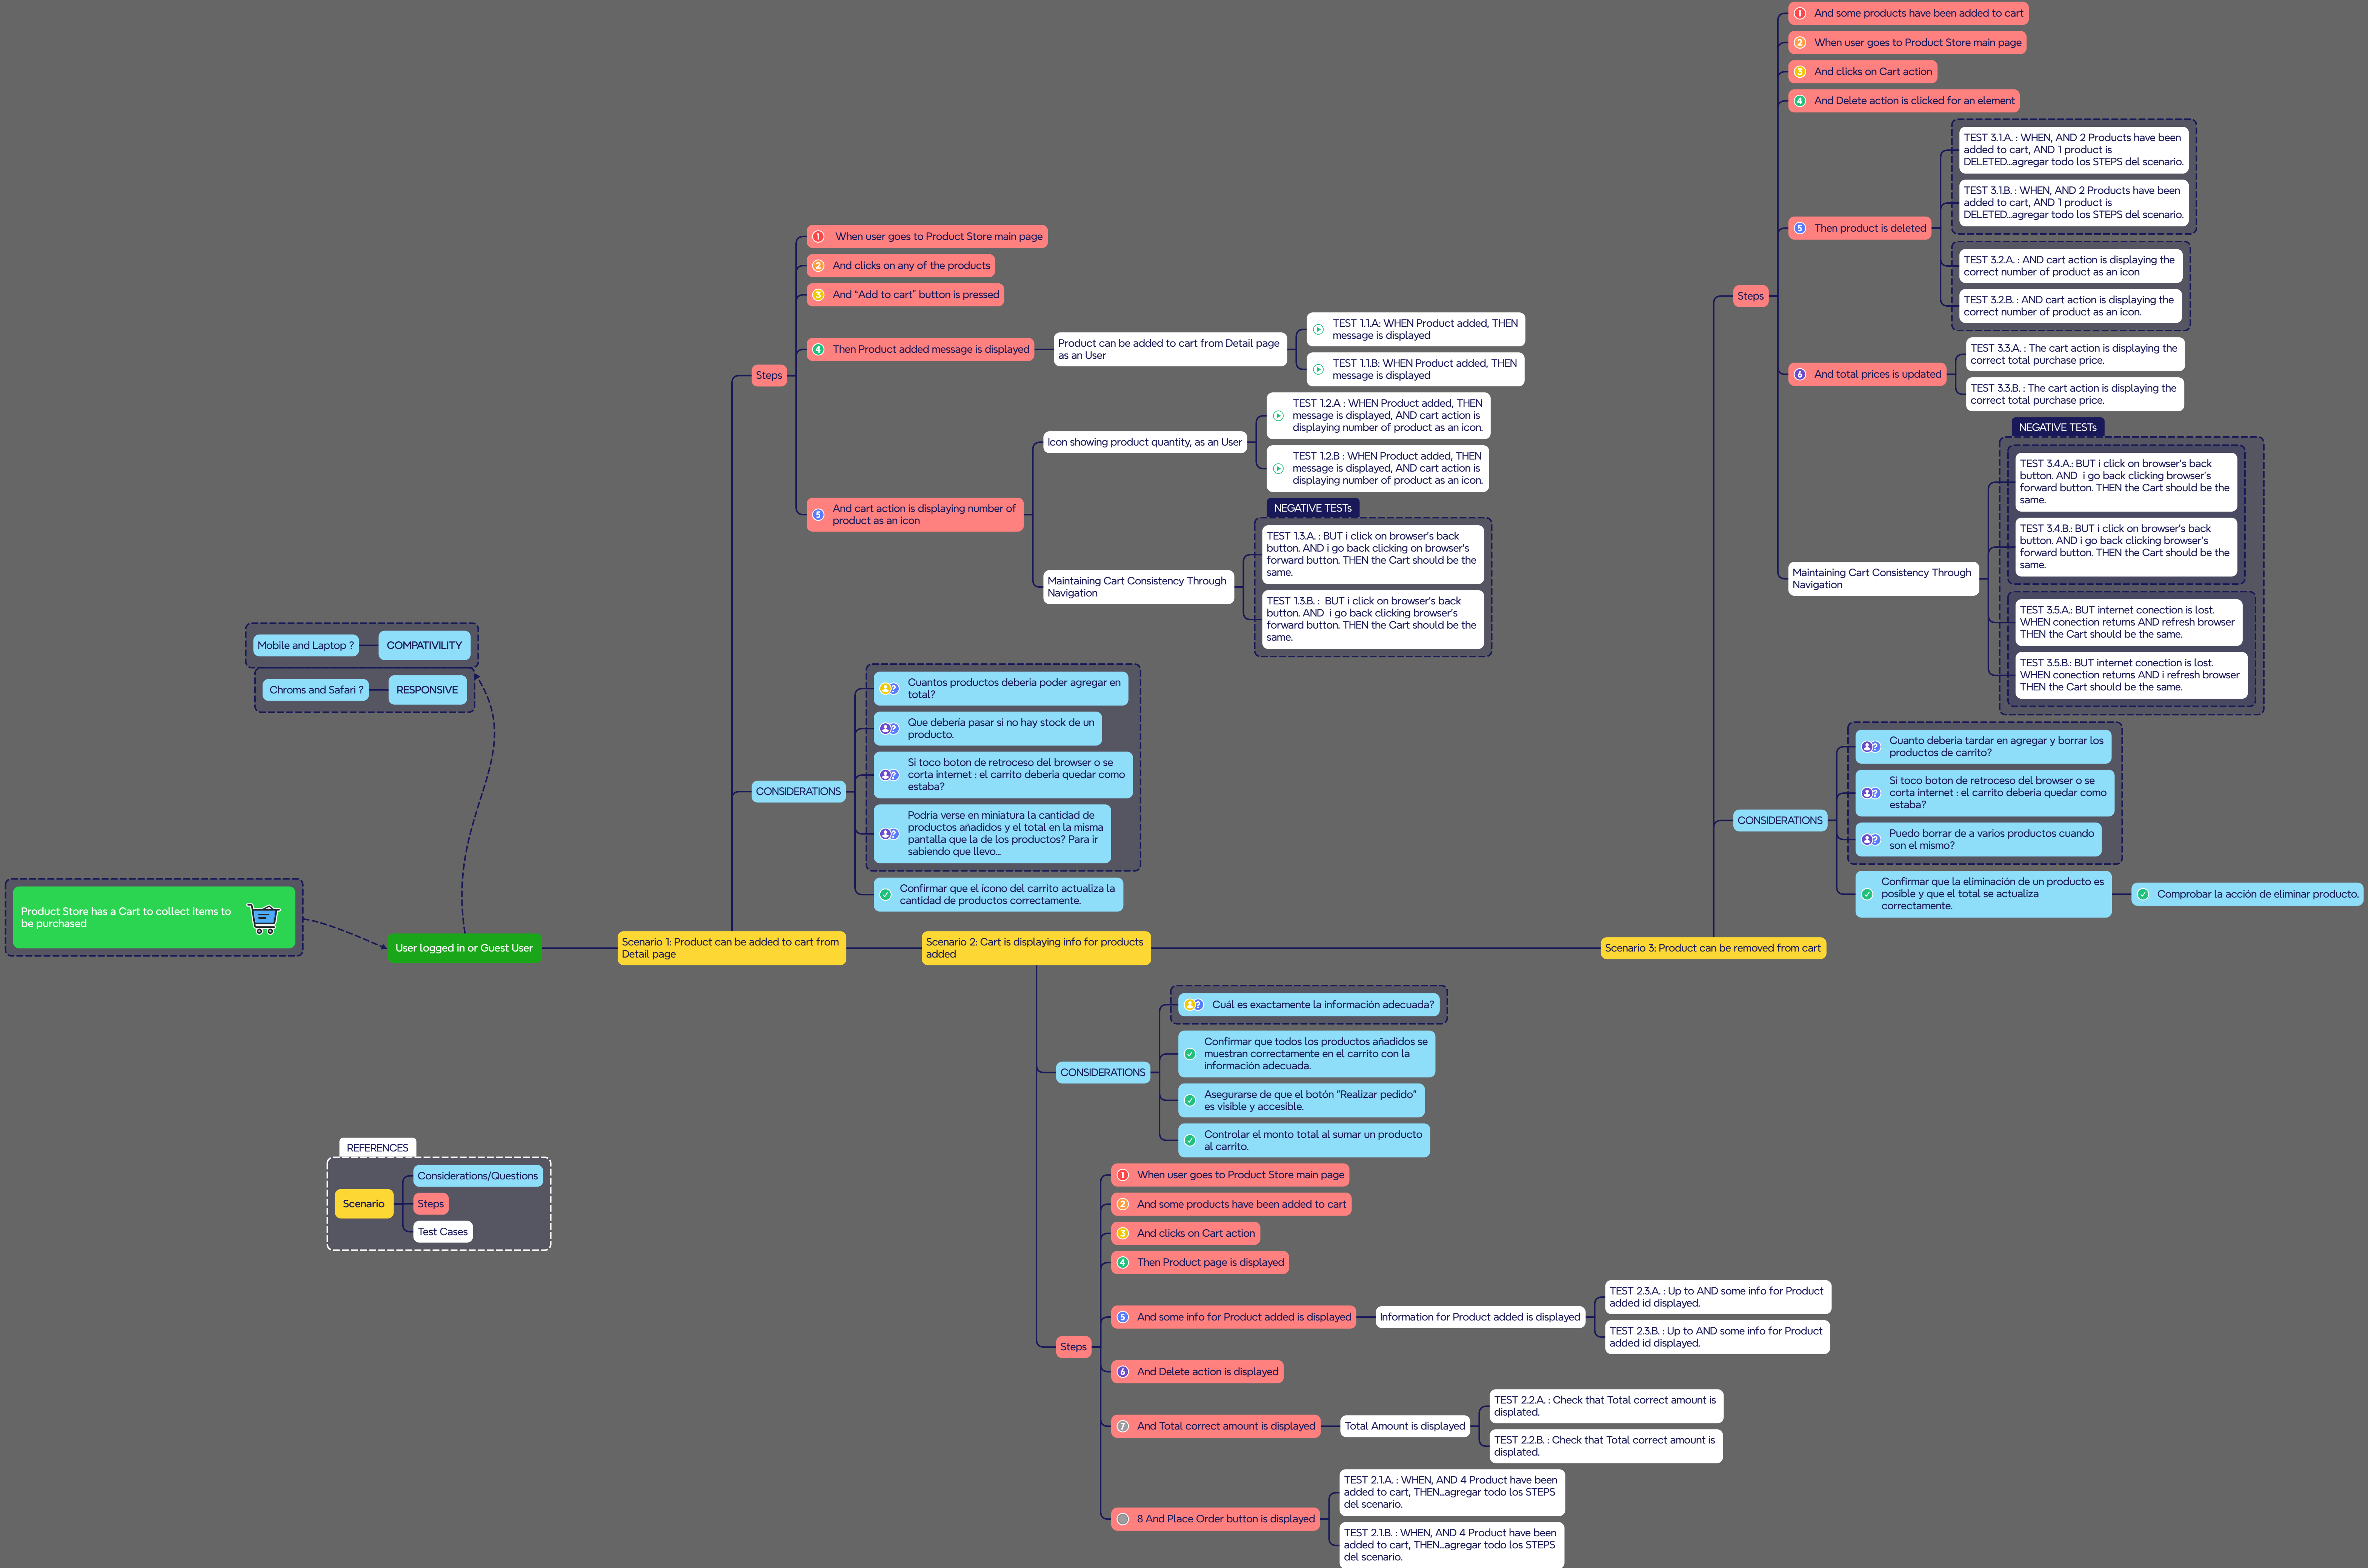 Product Store has a Cart to collect items to
be purchased
User logged in or Guest User
Mobile and Laptop ?
COMPATIVILITY
Chroms and Safari ?
RESPONSIVE
Scenario 1: Product can be added to cart from
Detail page
Steps
1 When user goes to Product Store main page
2 And clicks on any of the products
3 And “Add to cart” button is pressed
4 Then Product added message is displayed
Product can be added to cart from Detail page
as an User
TEST 1.1.A: WHEN Product added, THEN
message is displayed
TEST 1.1.B: WHEN Product added, THEN
message is displayed
5 And cart action is displaying number of
product as an icon
Icon showing product quantity, as an User
TEST 1.2.A : WHEN Product added, THEN
message is displayed, AND cart action is
displaying number of product as an icon.
TEST 1.2.B : WHEN Product added, THEN
message is displayed, AND cart action is
displaying number of product as an icon.
Maintaining Cart Consistency Through
Navigation
NEGATIVE TESTs
TEST 1.3.A. : BUT i click on browser's back
button. AND i go back clicking on browser's
forward button. THEN the Cart should be the
same.
TEST 1.3.B. : BUT i click on browser's back
button. AND i go back clicking browser's
forward button. THEN the Cart should be the
same.
CONSIDERATIONS
? Cuantos productos deberia poder agregar en
total?
? Que deberia pasar si no hay stock de un
producto.
? Si toco boton de retroceso del browser o se
corta internet : el carrito deberia quedar como
estaba?
? Podria verse en miniatura la cantidad de
productos añadidos y el total en la misma
pantalla que la de los productos? Para ir
sabiendo que llevo...
Confirmar que el ícono del carrito actualiza la
cantidad de productos correctamente.
Scenario 2: Cart is displaying info for products
added
CONSIDERATIONS
? Cuál es exactamente la información adecuada?
Confirmar que todos los productos añadidos se
muestran correctamente en el carrito con la
información adecuada.
Asegurarse de que el botón "Realizar pedido"
es visible y accesible.
Controlar el monto total al sumar un producto
al carrito.
Steps
1 When user goes to Product Store main page
2 And some products have been added to cart
3 And clicks on Cart action
4 Then Product page is displayed
5 And some info for Product added is displayed
Information for Product added is displayed
TEST 2.3.A. : Up to AND some info for Product
added id displayed.
TEST 2.3.B. : Up to AND some info for Product
added id displayed.
6 And Delete action is displayed
7 And Total correct amount is displayed
Total Amount is displayed
TEST 2.2.A. : Check that Total correct amount is
displated.
TEST 2.2.B. : Check that Total correct amount is
displated.
8 And Place Order button is displayed
TEST 2.1.A. : WHEN, AND 4 Product have been
added to cart, THEN...agregar todo los STEPS
del scenario.
TEST 2.1.B. : WHEN, AND 4 Product have been
added to cart, THEN...agregar todo los STEPS
del scenario.
Scenario 3: Product can be removed from cart
Steps
1 And some products have been added to cart
2 When user goes to Product Store main page
3 And clicks on Cart action
4 And Delete action is clicked for an element
5 Then product is deleted
TEST 3.1.A. : WHEN, AND 2 Products have been
added to cart, AND 1 product is
DELETED...agregar todo los STEPS del scenario.
TEST 3.1.B. : WHEN, AND 2 Products have been
added to cart, AND 1 product is
DELETED...agregar todo los STEPS del scenario.
TEST 3.2.A. : AND cart action is displaying the
correct number of product as an icon
TEST 3.2.B. : AND cart action is displaying the
correct number of product as an icon.
6 And total prices is updated
TEST 3.3.A. : The cart action is displaying the
correct total purchase price.
TEST 3.3.B. : The cart action is displaying the
correct total purchase price.
Maintaining Cart Consistency Through
Navigation
NEGATIVE TESTs
TEST 3.4.A.: BUT i click on browser's back
button. AND i go back clicking browser's
forward button. THEN the Cart should be the
same.
TEST 3.4.B.: BUT i click on browser's back
button. AND i go back clicking browser's
forward button. THEN the Cart should be the
same.
TEST 3.5.A.: BUT internet conection is lost.
WHEN conection returns AND refresh browser
THEN the Cart should be the same.
TEST 3.5.B.: BUT internet conection is lost.
WHEN conection returns AND i refresh browser
THEN the Cart should be the same.
CONSIDERATIONS
? Cuanto deberia tardar en agregar y borrar los
productos de carrito?
? Si toco boton de retroceso del browser o se
corta internet : el carrito deberia quedar como
estaba?
? Puedo borrar de a varios productos cuando
son el mismo?
Confirmar que la eliminación de un producto es
posible y que el total se actualiza
correctamente.
Comprobar la acción de eliminar producto.
REFERENCES
Scenario
Considerations/Questions
Steps
Test Cases